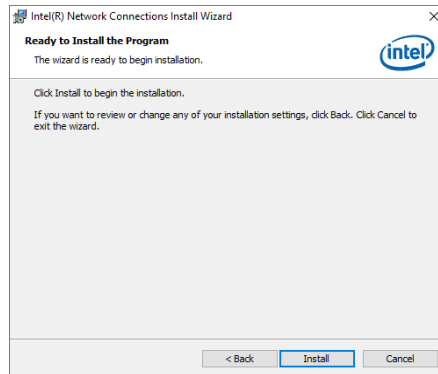 Intel(R) Network Connections Install Wizard
Ready to Install the Program
The wizard is ready to begin installation.
intel
Click Install to begin the installation.
If you want to review or change any of your installation settings, click Back. Click Cancel to
exit the wizard.
< Back
Install
Cancel